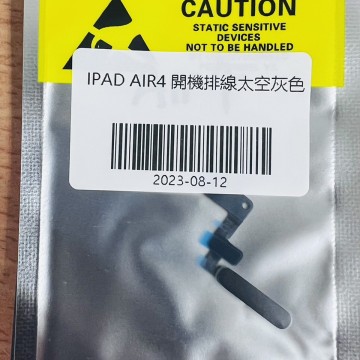 CAUTION
STATIC SENSITIVE
DEVICES
NOT TO BE HANDLED
IPAD AIR4 開機排線太空灰色
2023-08-12